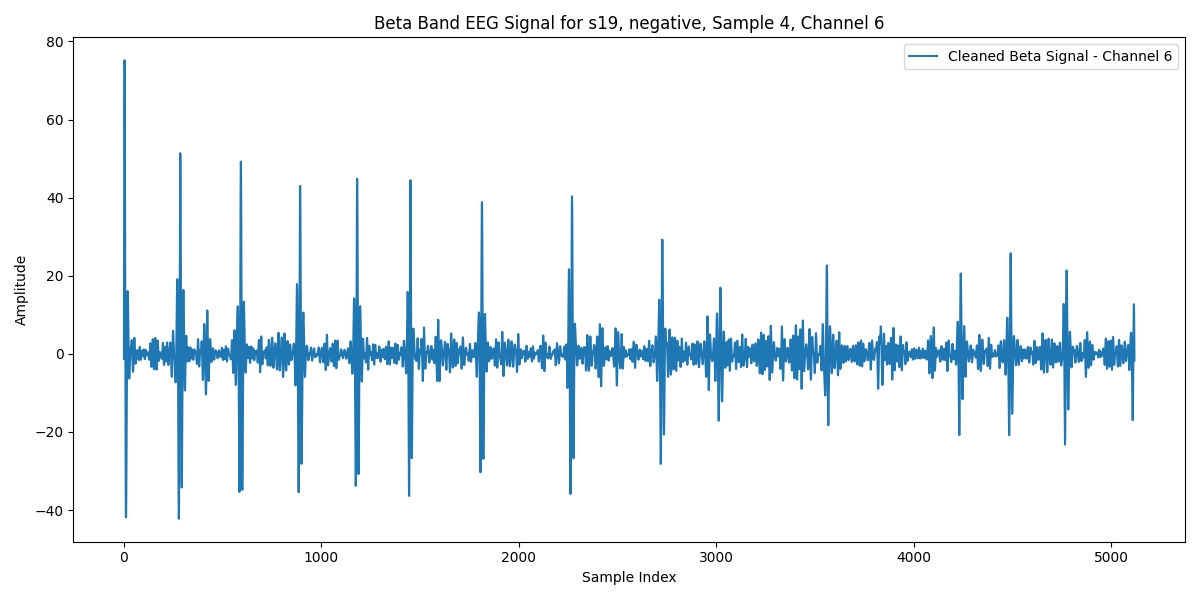 Beta Band EEG Signal for s19, negative, Sample 4, Channel 6
Cleaned Beta Signal - Channel 6
80
60
40
20
0
−20
−40
Amplitude
0 1000 2000 3000 4000 5000
Sample Index